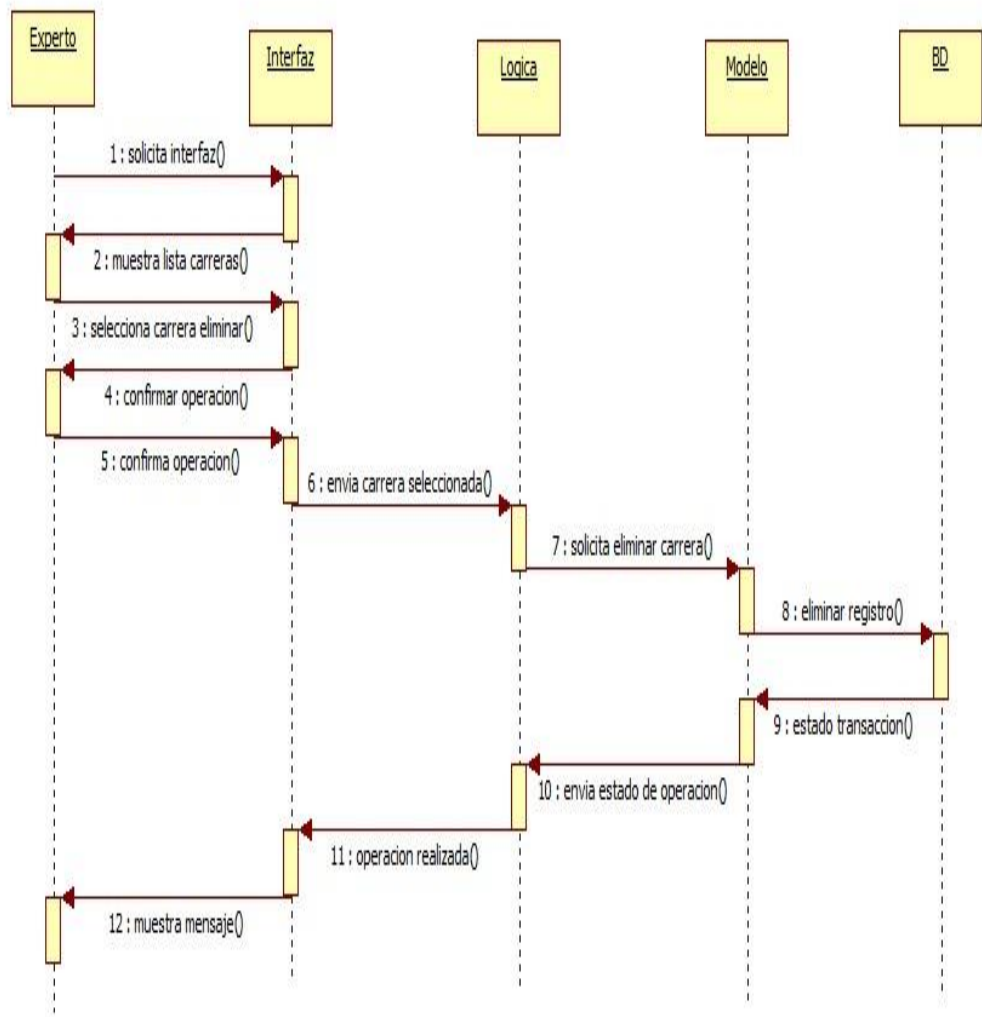 Experto
Interfaz
Logica
Modelo
BD
1 : solicita interfaz()
2 : muestra lista carreras()
3 : selecciona carrera eliminar()
4 : confirmar operacion()
5 : confirma operacion()
6 : envia carrera seleccionada()
7 : solicita eliminar carrera()
8 : eliminar registro()
9 : estado transaccion()
10 : envia estado de operacion()
11 : operacion realizada()
12 : muestra mensaje()